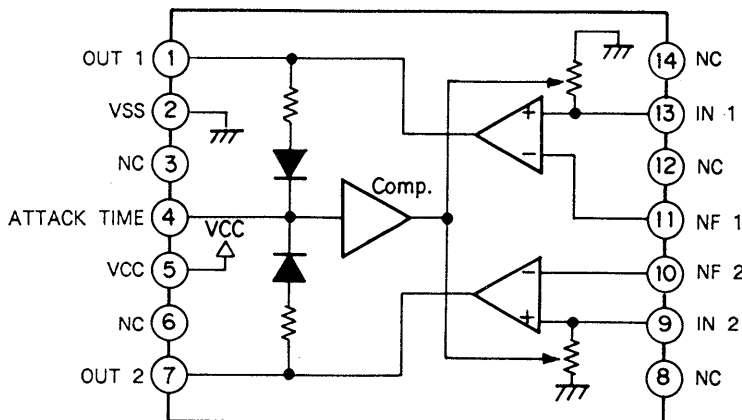 OUT 1 1
VSS 2
NC 3
ATTACK TIME 4
VCC
VCC 5
NC 6
OUT 2 7
Comp.
+
−
−
+
14 NC
13 IN 1
12 NC
11 NF 1
10 NF 2
9 IN 2
8 NC